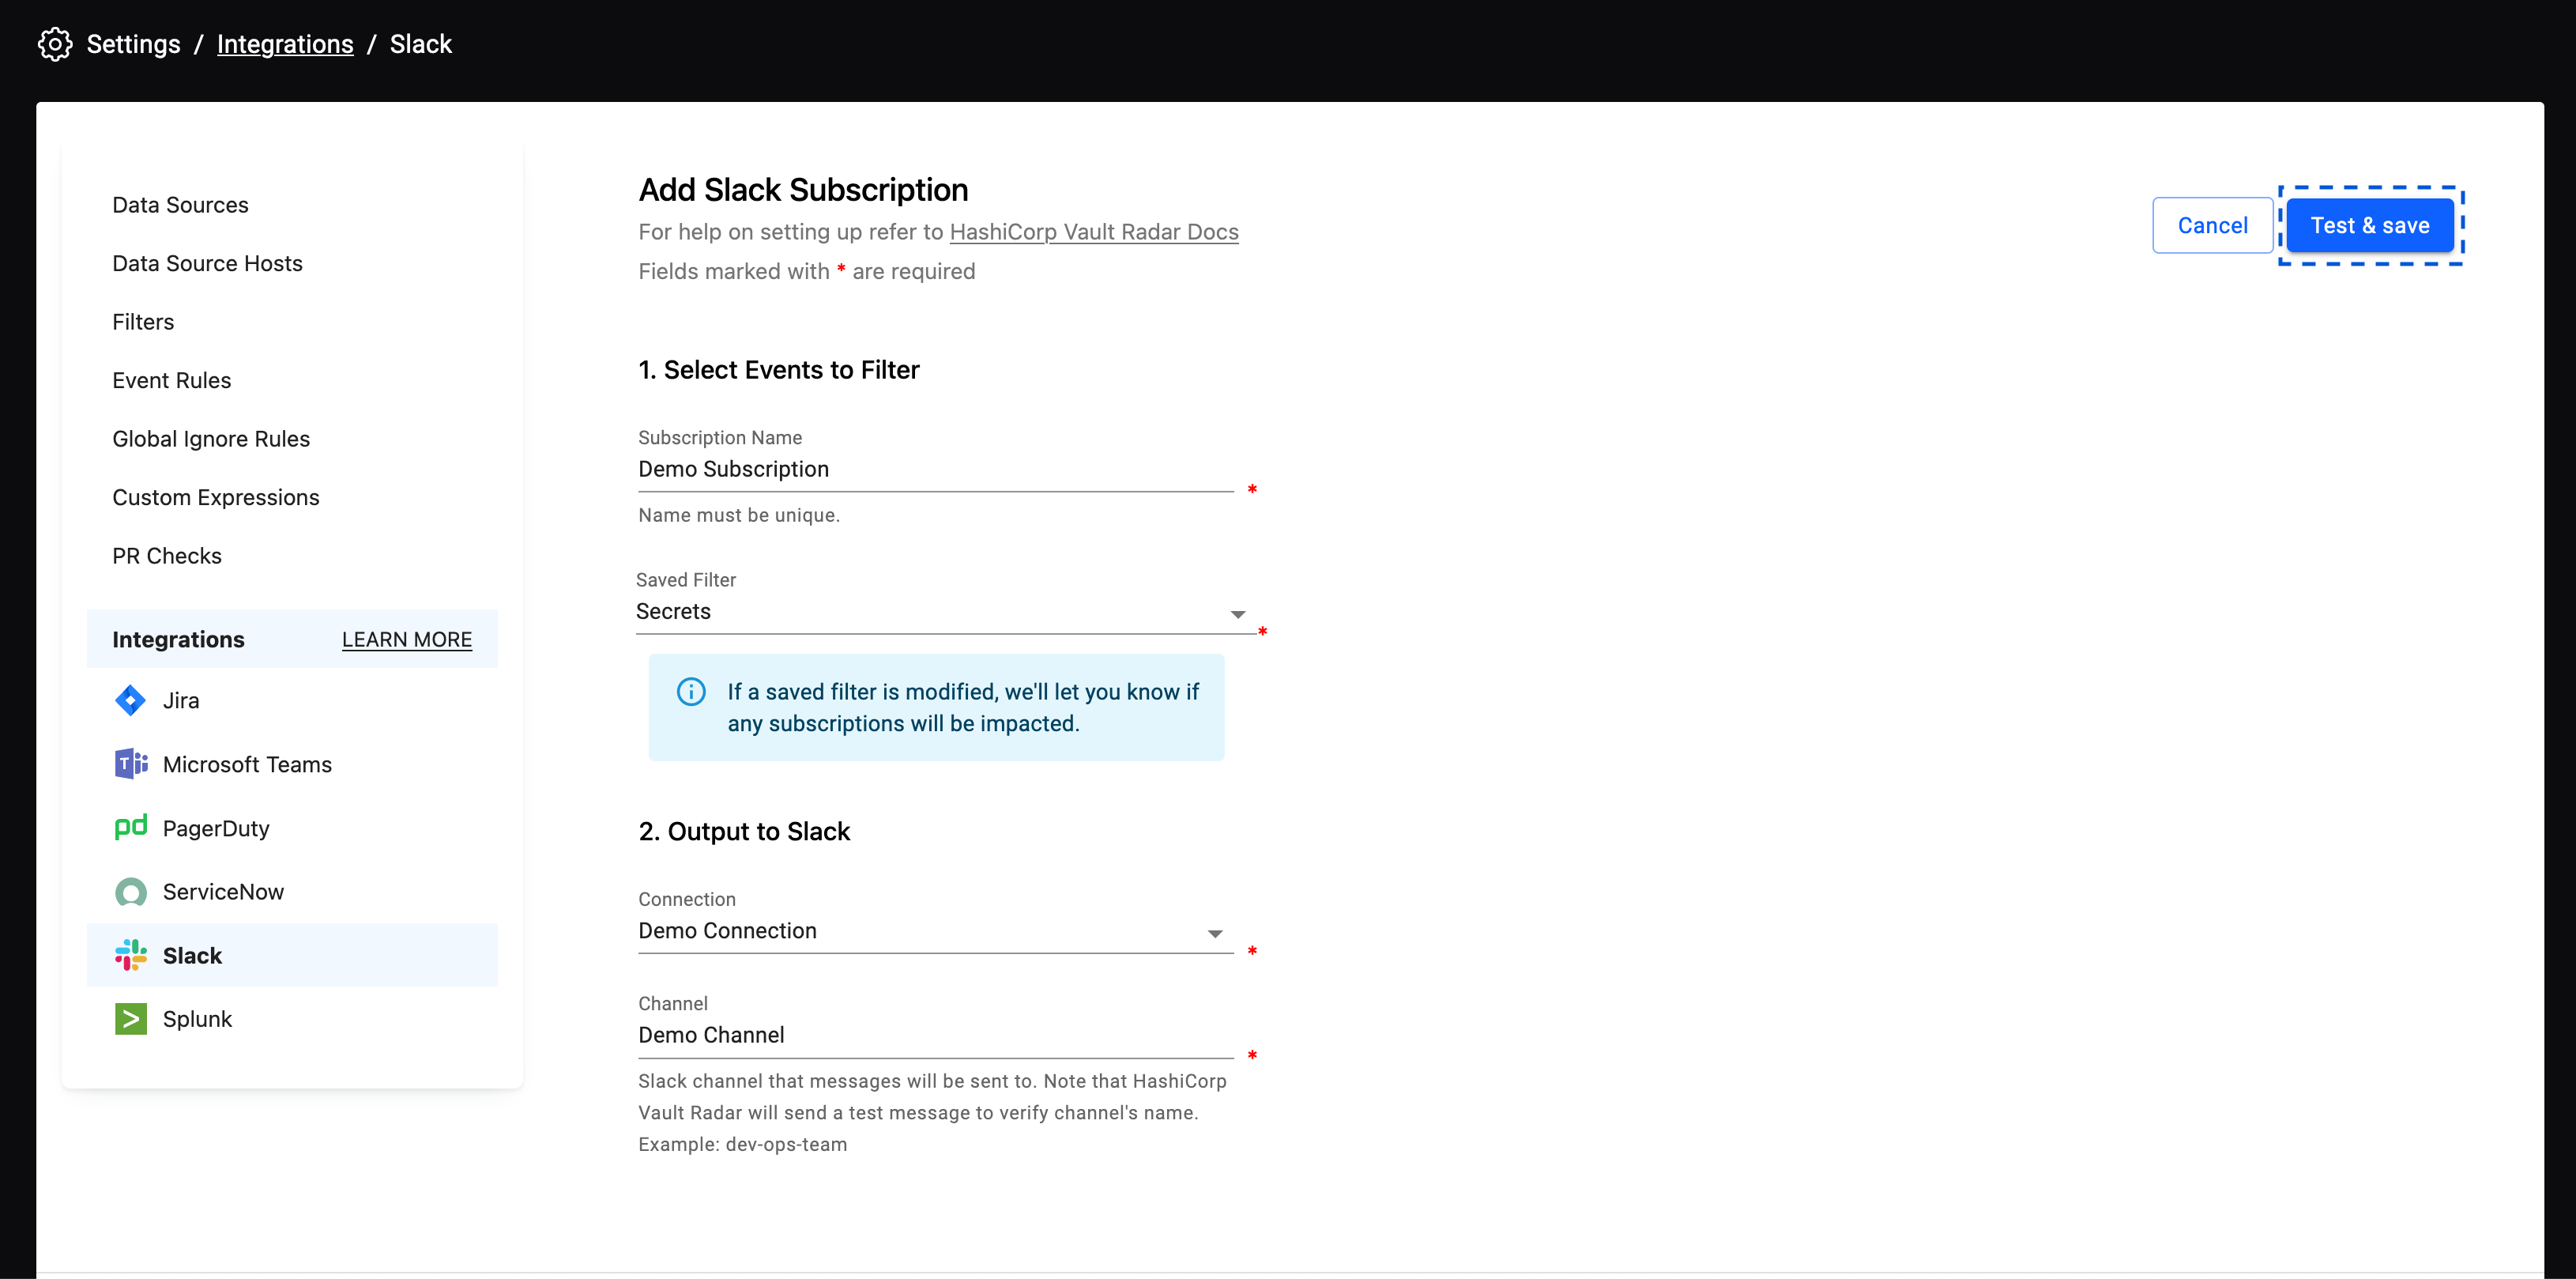 Settings / Integrations / Slack
Data Sources
Data Source Hosts
Filters
Event Rules
Global Ignore Rules
Custom Expressions
PR Checks
Integrations LEARN MORE
Jira
Microsoft Teams
PagerDuty
ServiceNow
Slack
Splunk
Add Slack Subscription
For help on setting up refer to HashiCorp Vault Radar Docs
Fields marked with * are required
Cancel
Test & save
1. Select Events to Filter
Subscription Name
Demo Subscription
*
Name must be unique.
Saved Filter
Secrets
*
If a saved filter is modified, we'll let you know if
any subscriptions will be impacted.
2. Output to Slack
Connection
Demo Connection
*
Channel
Demo Channel
*
Slack channel that messages will be sent to. Note that HashiCorp
Vault Radar will send a test message to verify channel's name.
Example: dev-ops-team